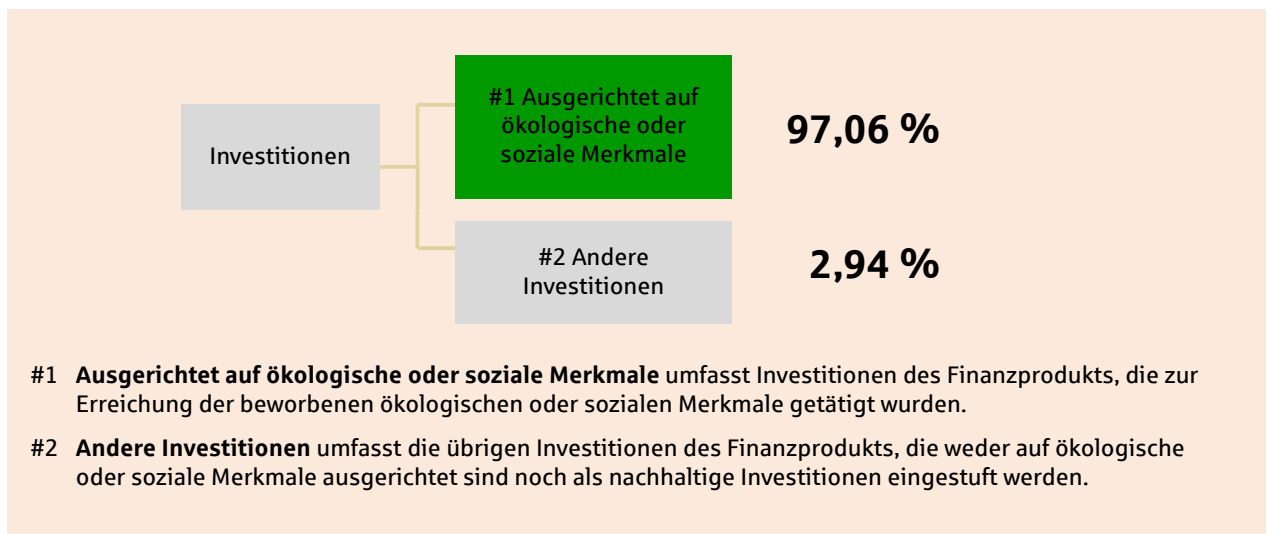 #1 Ausgerichtet auf
ökologische oder
soziale Merkmale
97,06 %
Investitionen
#2 Andere
Investitionen
2,94 %
#1 Ausgerichtet auf ökologische oder soziale Merkmale umfasst Investitionen des Finanzprodukts, die zur
Erreichung der beworbenen ökologischen oder sozialen Merkmale getätigt wurden.
#2 Andere Investitionen umfasst die übrigen Investitionen des Finanzprodukts, die weder auf ökologische
oder soziale Merkmale ausgerichtet sind noch als nachhaltige Investitionen eingestuft werden.